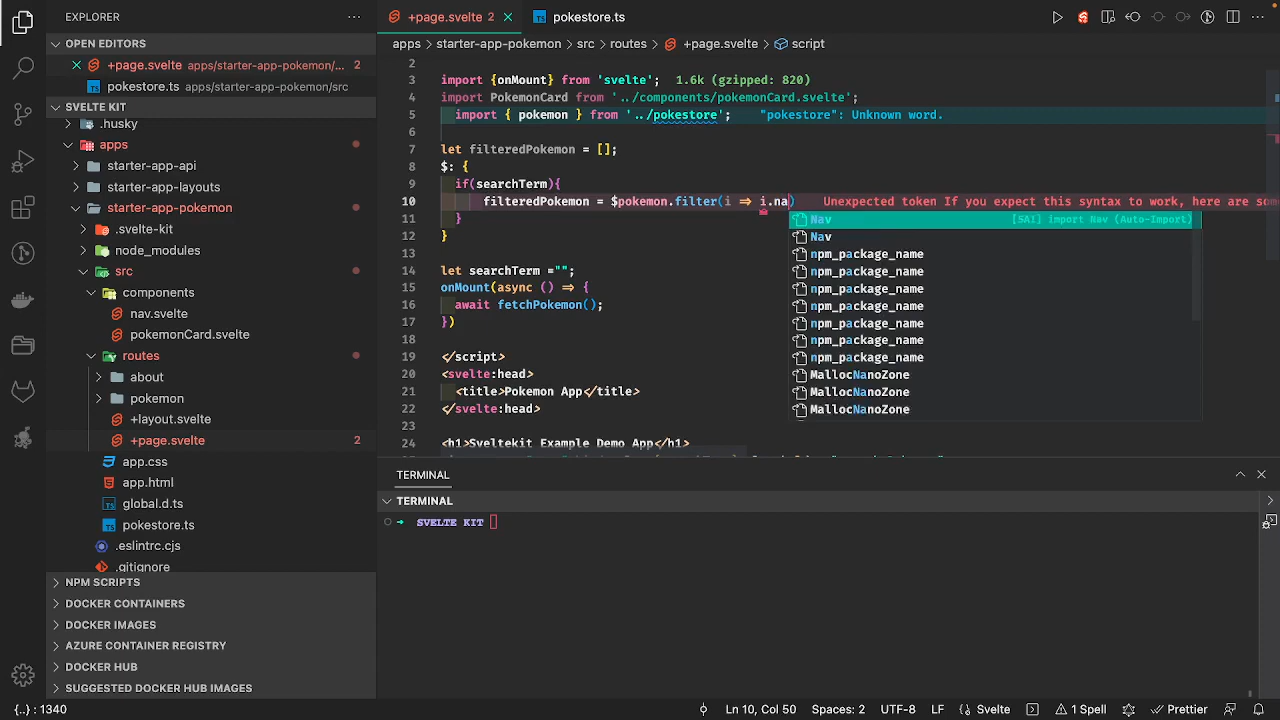 EXPLORER
OPEN EDITORS
+page.svelte apps/starter-app-pokemon/... 2
pokestore.ts apps/starter-app-pokemon/src
SVELTE KIT
.husky
apps
starter-app-api
starter-app-layouts
starter-app-pokemon
.svelte-kit
node_modules
src
components
nav.svelte
pokemonCard.svelte
routes
about
pokemon
+layout.svelte
+page.svelte 2
app.css
app.html
global.d.ts
pokestore.ts
.eslintrc.cjs
.gitignore
NPM SCRIPTS
DOCKER CONTAINERS
DOCKER IMAGES
AZURE CONTAINER REGISTRY
DOCKER HUB
SUGGESTED DOCKER HUB IMAGES
+page.svelte 2
TS pokestore.ts
apps > starter-app-pokemon > src > routes > +page.svelte > script
2
3 import {onMount} from 'svelte'; 1.6k (gzipped: 820)
4 import PokemonCard from '../components/pokemonCard.svelte';
5 import { pokemon } from '../pokestore'; "pokestore": Unknown word.
6
7 let filteredPokemon = [];
8 $: {
9 if(searchTerm){
10 filteredPokemon = $pokemon.filter(i => i.na) Unexpected token If you expect this syntax to work, here are som
11 }
12 }
13
14 let searchTerm ="";
15 onMount(async () => {
16 await fetchPokemon();
17 })
18
19 </script>
20 <svelte:head>
21 <title>Pokemon App</title>
22 </svelte:head>
23
24 <h1>Sveltekit Example Demo App</h1>
Nav [SAI] import Nav (Auto-Import)
Nav
npm_package_name
npm_package_name
npm_package_name
npm_package_name
npm_package_name
npm_package_name
npm_package_name
MallocNanoZone
MallocNanoZone
MallocNanoZone
TERMINAL
TERMINAL
→ SVELTE KIT
{..} : 1340
Ln 10, Col 50
Spaces: 2
UTF-8
LF
Svelte
1 Spell
Prettier